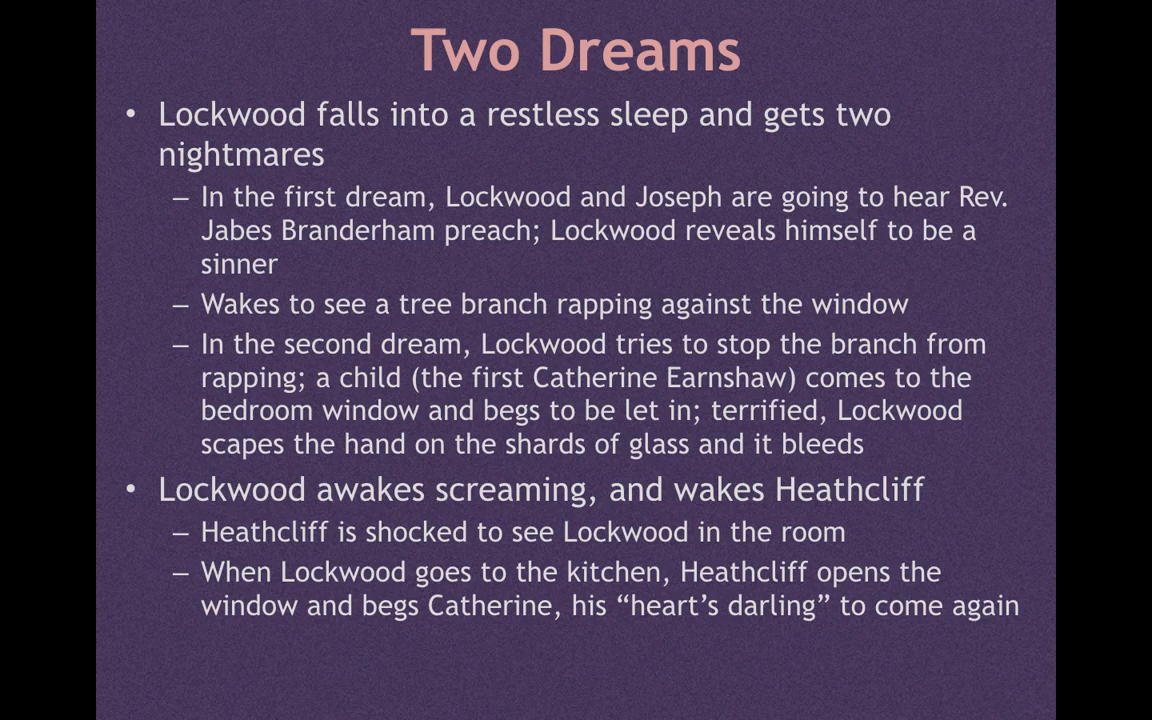 Two Dreams
• Lockwood falls into a restless sleep and gets two
nightmares
– In the first dream, Lockwood and Joseph are going to hear Rev.
Jabes Branderham preach; Lockwood reveals himself to be a
sinner
– Wakes to see a tree branch rapping against the window
– In the second dream, Lockwood tries to stop the branch from
rapping; a child (the first Catherine Earnshaw) comes to the
bedroom window and begs to be let in; terrified, Lockwood
scapes the hand on the shards of glass and it bleeds
• Lockwood awakes screaming, and wakes Heathcliff
– Heathcliff is shocked to see Lockwood in the room
– When Lockwood goes to the kitchen, Heathcliff opens the
window and begs Catherine, his “heart’s darling” to come again